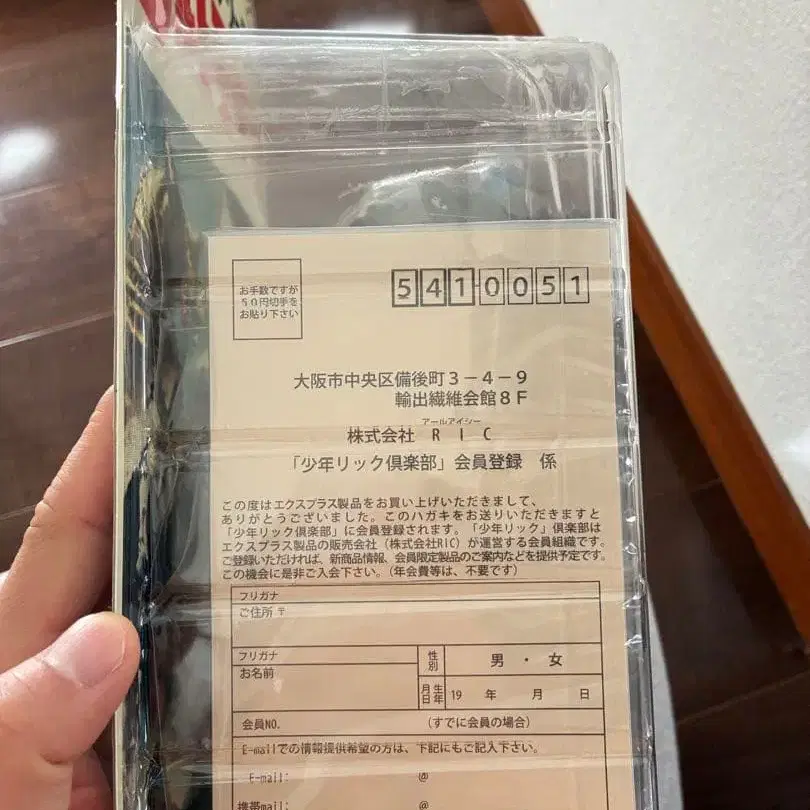 お手数ですが
５０円切手を
お貼り下さい
5410051
大阪市中央区備後町３－４－９
輸出繊維会館８Ｆ
アールアイシー
株式会社 ＲＩＣ
「少年リック倶楽部」会員登録 係
この度はエクスプラス製品をお買い上げいただきまして、
ありがとうございました。このハガキをお送りいただきますと
「少年リック倶楽部」に会員登録されます。「少年リック」倶楽部は
エクスプラス製品の販売会社（株式会社RIC）が運営する会員組織です。
ご登録いただければ、新商品情報、会員限定製品のご案内などを提供予定です。
この機会に是非ご入会下さい。（年会費等は、不要です）
フリガナ
ご住所 〒
フリガナ
お名前
性別
男 ・ 女
生年月日
19 年 月 日
会員NO. （すでに会員の場合）
E-mailでの情報提供希望の方は、下記にもご記入下さい。
E-mail: @
携帯mail: @